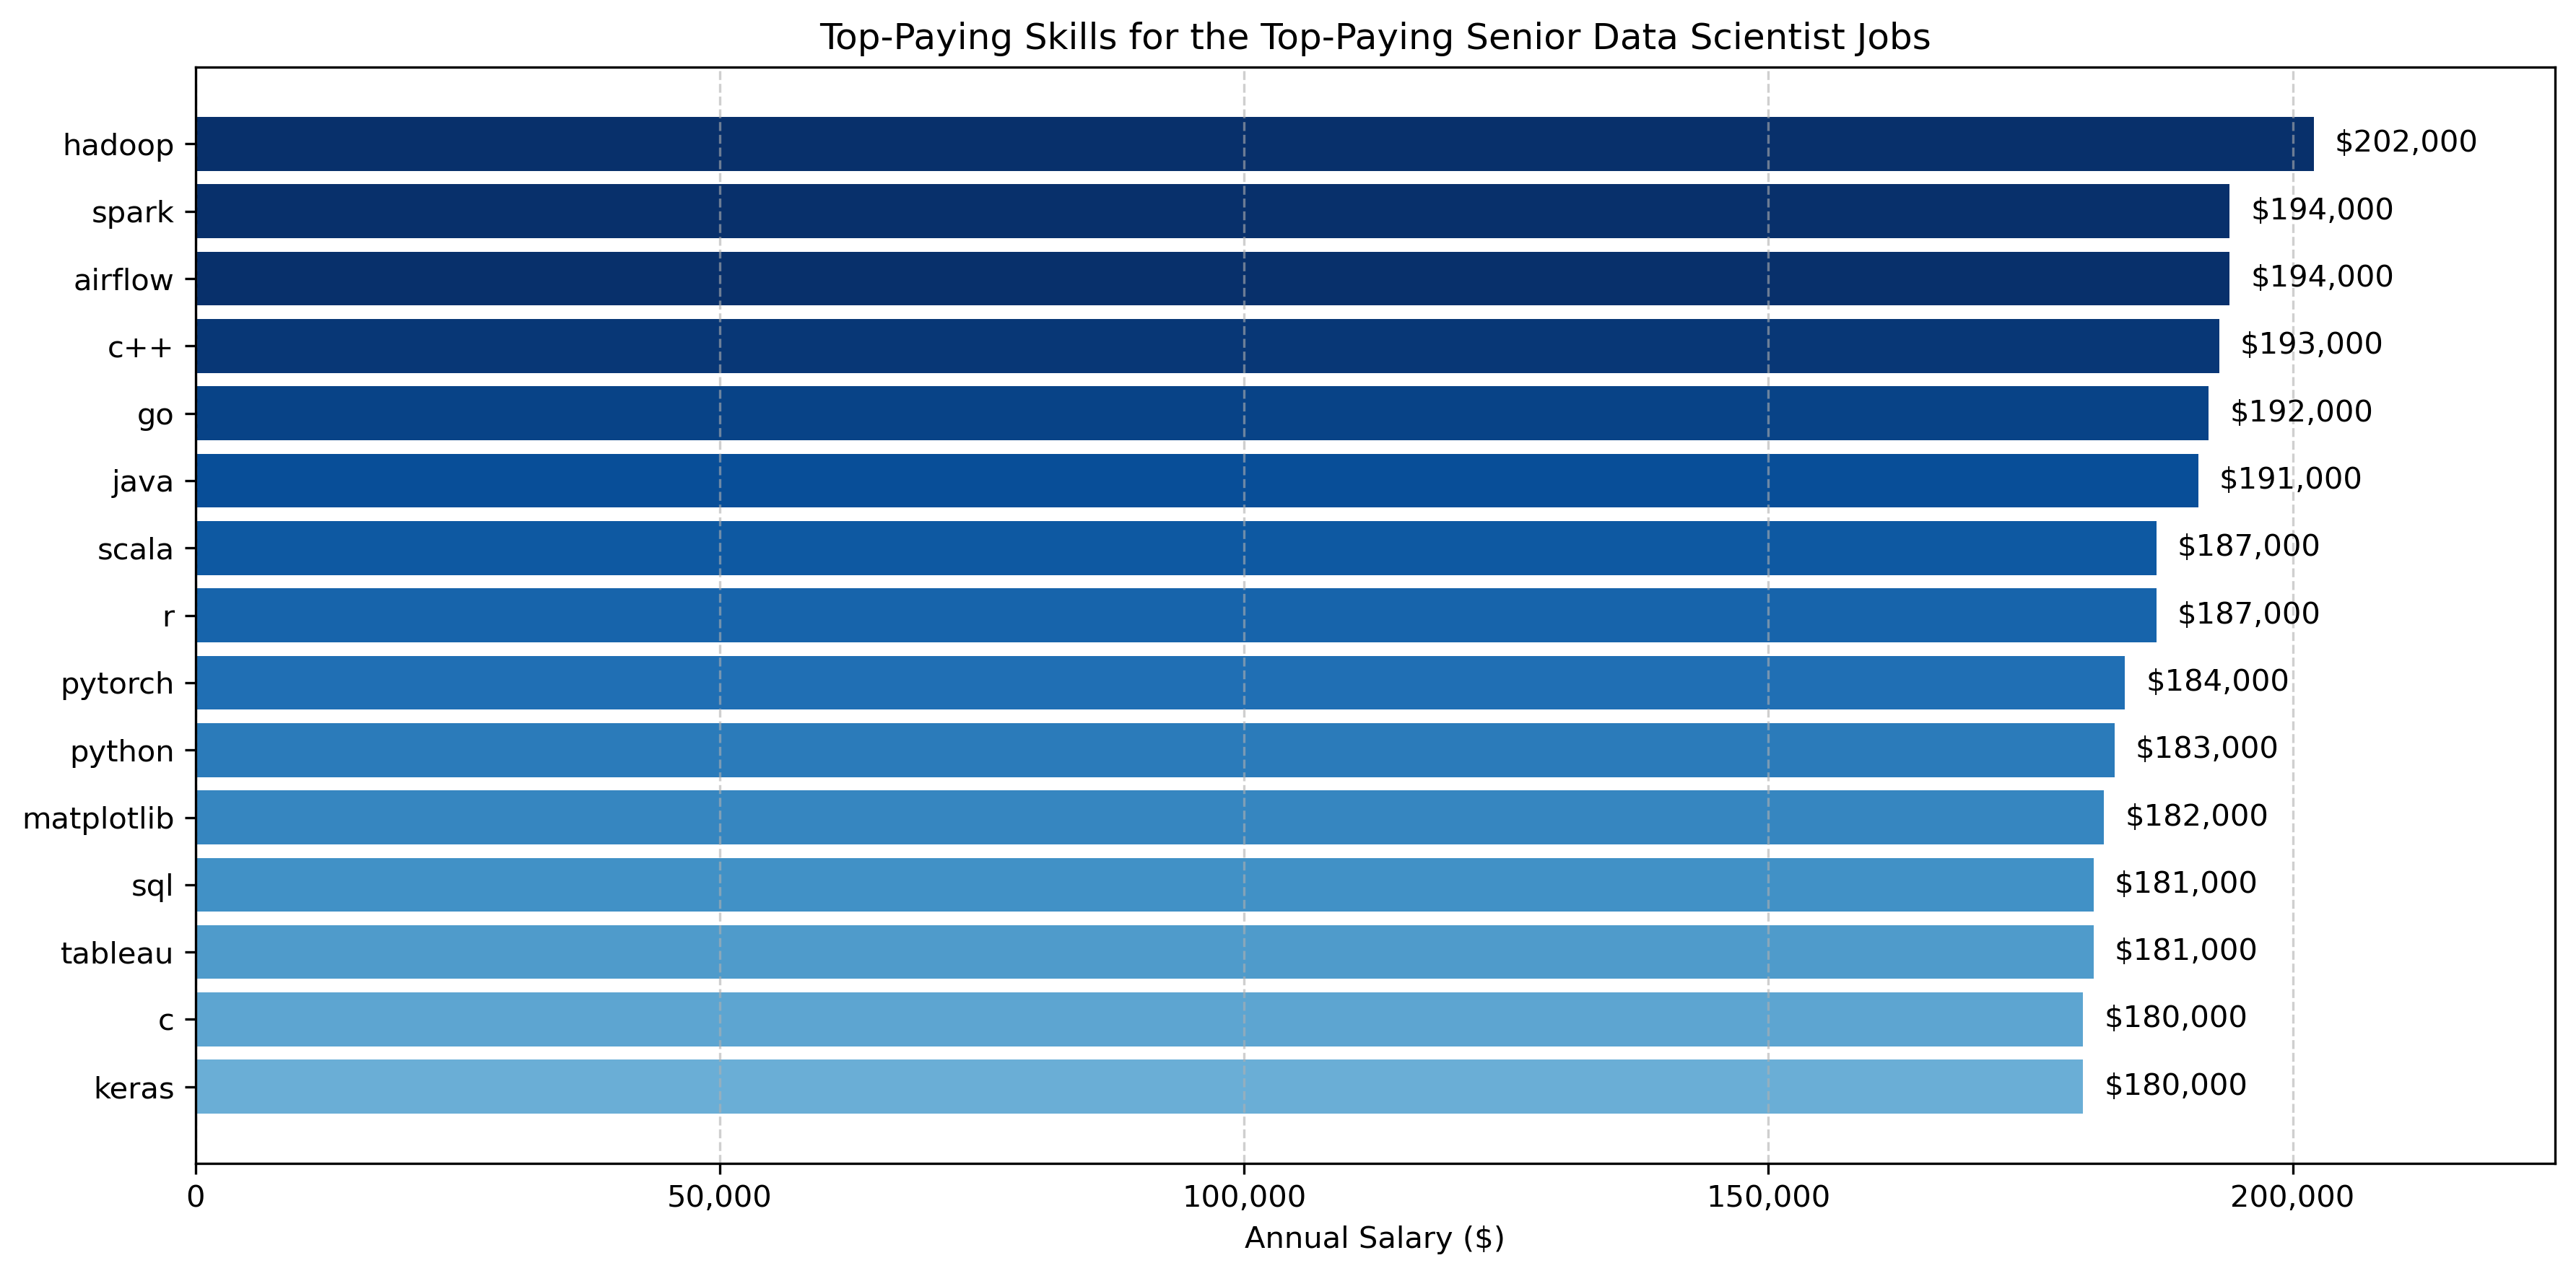 Top-Paying Skills for the Top-Paying Senior Data Scientist Jobs
hadoop $202,000
spark $194,000
airflow $194,000
c++ $193,000
go $192,000
java $191,000
scala $187,000
r $187,000
pytorch $184,000
python $183,000
matplotlib $182,000
sql $181,000
tableau $181,000
c $180,000
keras $180,000
0 50,000 100,000 150,000 200,000
Annual Salary ($)